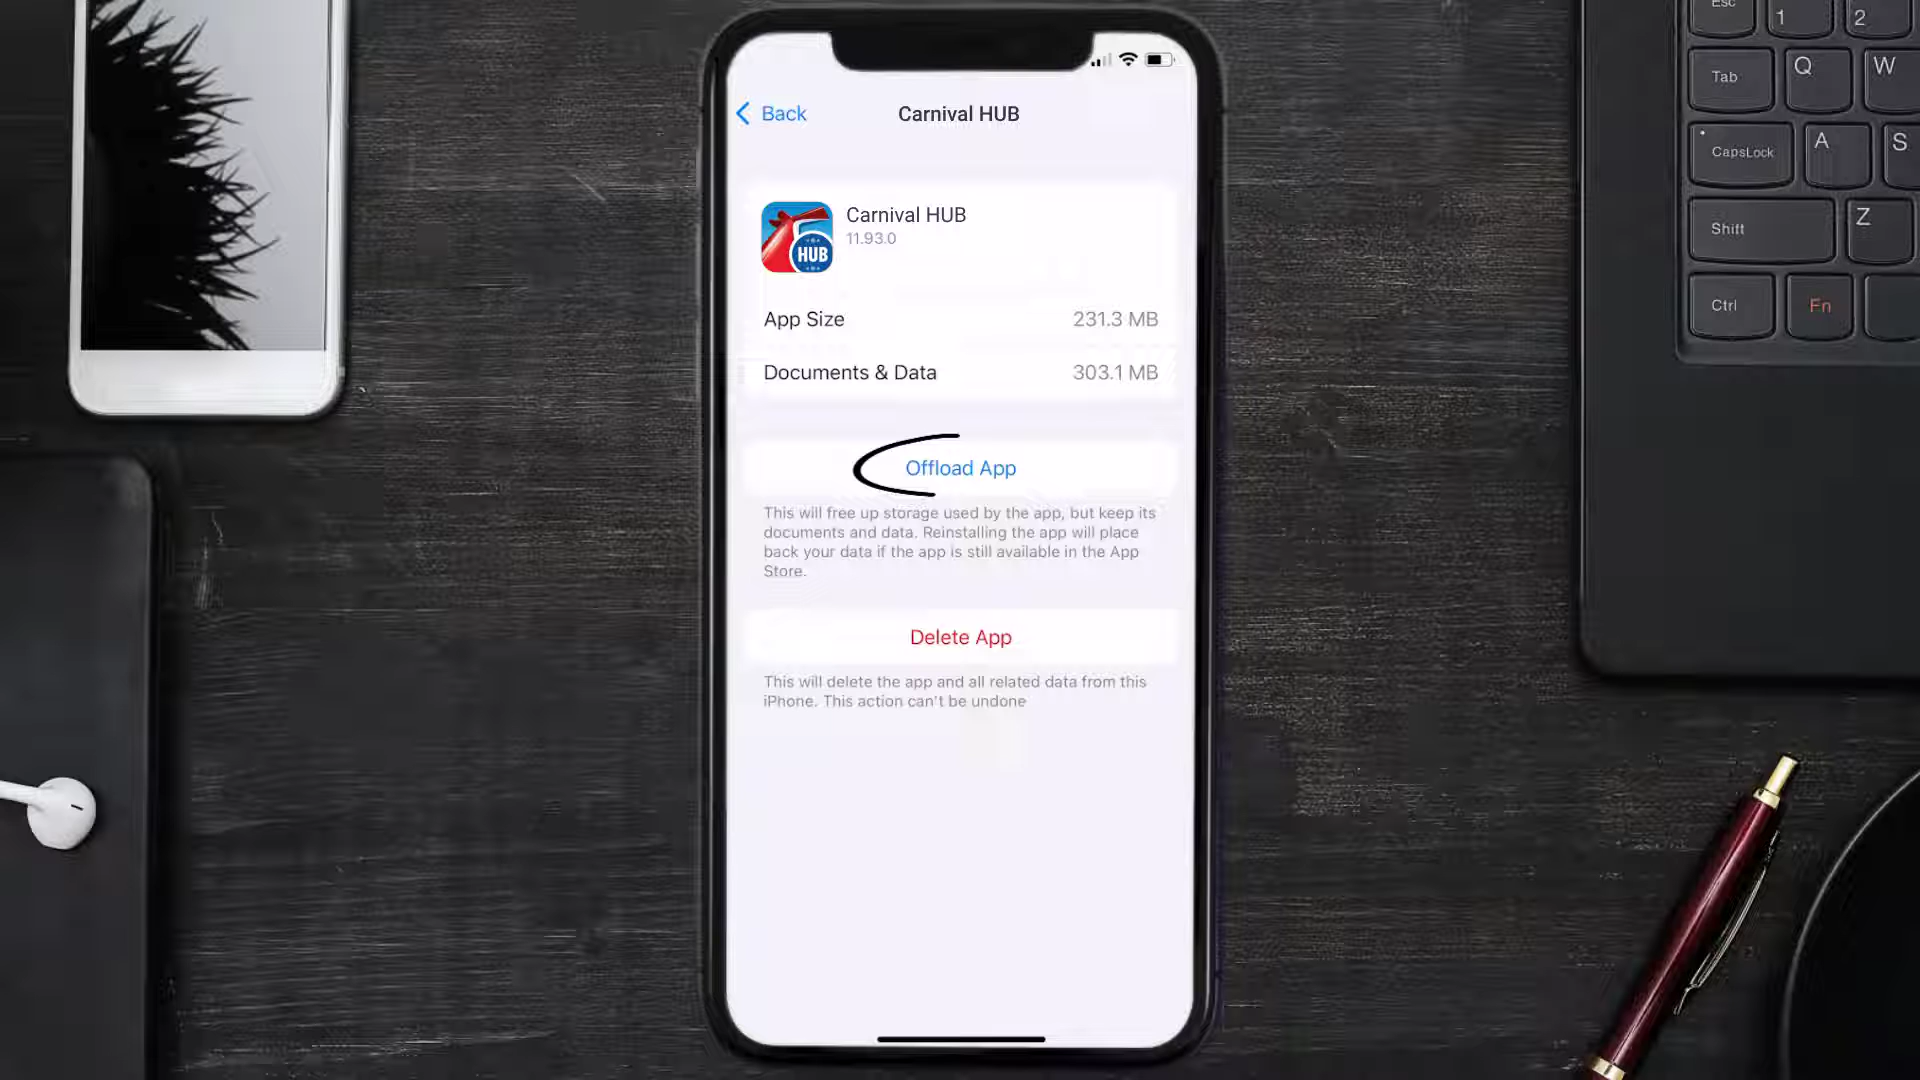 Esc
1
2
Tab
Q
W
CapsLock
A
S
Shift
Z
Ctrl
Fn
Back
Carnival HUB
Carnival HUB
11.93.0
HUB
App Size
231.3 MB
Documents & Data
303.1 MB
Offload App
This will free up storage used by the app, but keep its
documents and data. Reinstalling the app will place
back your data if the app is still available in the App
Store.
Delete App
This will delete the app and all related data from this
iPhone. This action can't be undone